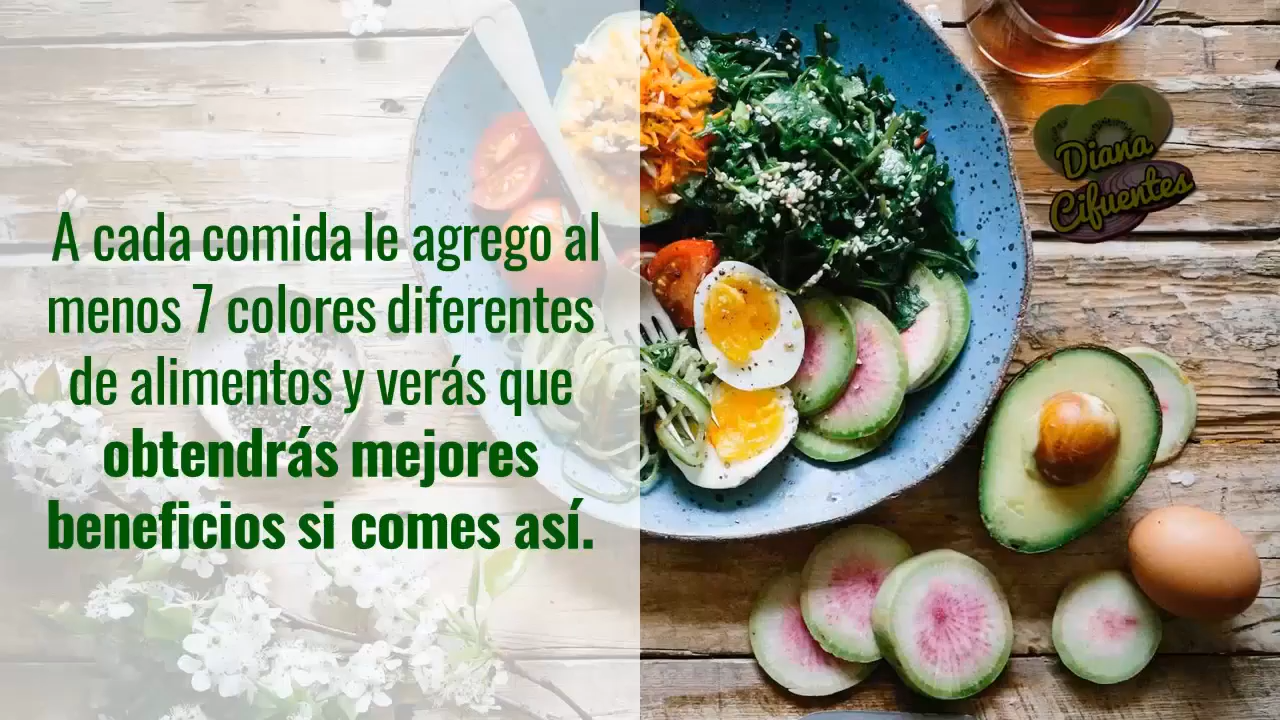 A cada comida le agrego al
menos 7 colores diferentes
de alimentos y verás que
obtendrás mejores
beneficios si comes así.
Diana
Cifuentes